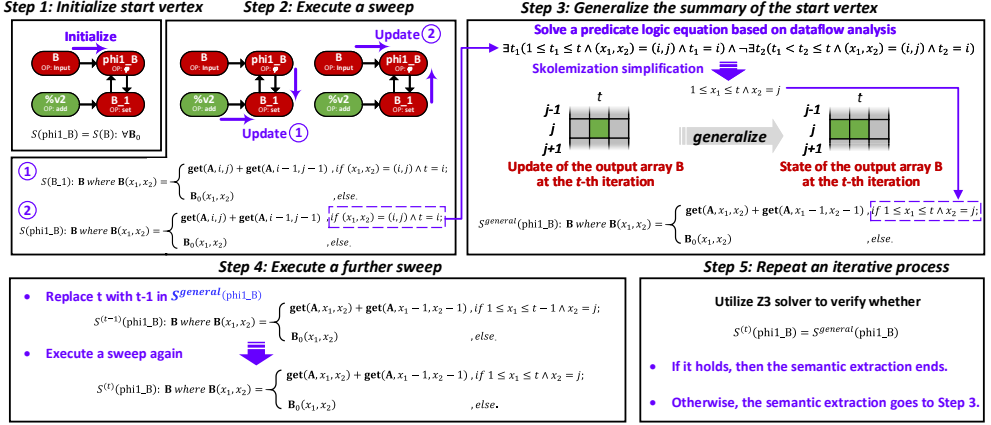 Step 1: Initialize start vertex
Initialize
B
OP: Input
phi1_B
OP: φ
%v2
OP: add
B_1
OP: set
S(phi1_B) = S(B): ∀B₀
Step 2: Execute a sweep
B
OP: Input
phi1_B
OP: φ
%v2
OP: add
B_1
OP: set
Update ①
Update ②
B
OP: Input
phi1_B
OP: φ
%v2
OP: add
B_1
OP: set
① S(B_1): B where B(x₁,x₂) = { get(A,i,j) + get(A,i−1,j−1) , if (x₁,x₂) = (i,j) ∧ t = i;
B₀(x₁,x₂) , else.
② S(phi1_B): B where B(x₁,x₂) = { get(A,i,j) + get(A,i−1,j−1) , if (x₁,x₂) = (i,j) ∧ t = i;
B₀(x₁,x₂) , else.
Step 3: Generalize the summary of the start vertex
Solve a predicate logic equation based on dataflow analysis
∃t₁(1 ≤ t₁ ≤ t ∧ (x₁,x₂) = (i,j) ∧ t₁ = i) ∧ ¬∃t₂(t₁ < t₂ ≤ t ∧ (x₁,x₂) = (i,j) ∧ t₂ = i)
Skolemization simplification
1 ≤ x₁ ≤ t ∧ x₂ = j
t
j-1
j
j+1
Update of the output array B
at the t-th iteration
generalize
t
j-1
j
j+1
State of the output array B
at the t-th iteration
S^general(phi1_B): B where B(x₁,x₂) = { get(A,x₁,x₂) + get(A,x₁−1,x₂−1) , if 1 ≤ x₁ ≤ t ∧ x₂ = j;
B₀(x₁,x₂) , else.
Step 4: Execute a further sweep
• Replace t with t-1 in S^general(phi1_B)
S^(t−1)(phi1_B): B where B(x₁,x₂) = { get(A,x₁,x₂) + get(A,x₁−1,x₂−1) , if 1 ≤ x₁ ≤ t − 1 ∧ x₂ = j;
B₀(x₁,x₂) , else.
• Execute a sweep again
S^(t)(phi1_B): B where B(x₁,x₂) = { get(A,x₁,x₂) + get(A,x₁−1,x₂−1) , if 1 ≤ x₁ ≤ t ∧ x₂ = j;
B₀(x₁,x₂) , else.
Step 5: Repeat an iterative process
Utilize Z3 solver to verify whether
S^(t)(phi1_B) = S^general(phi1_B)
• If it holds, then the semantic extraction ends.
• Otherwise, the semantic extraction goes to Step 3.